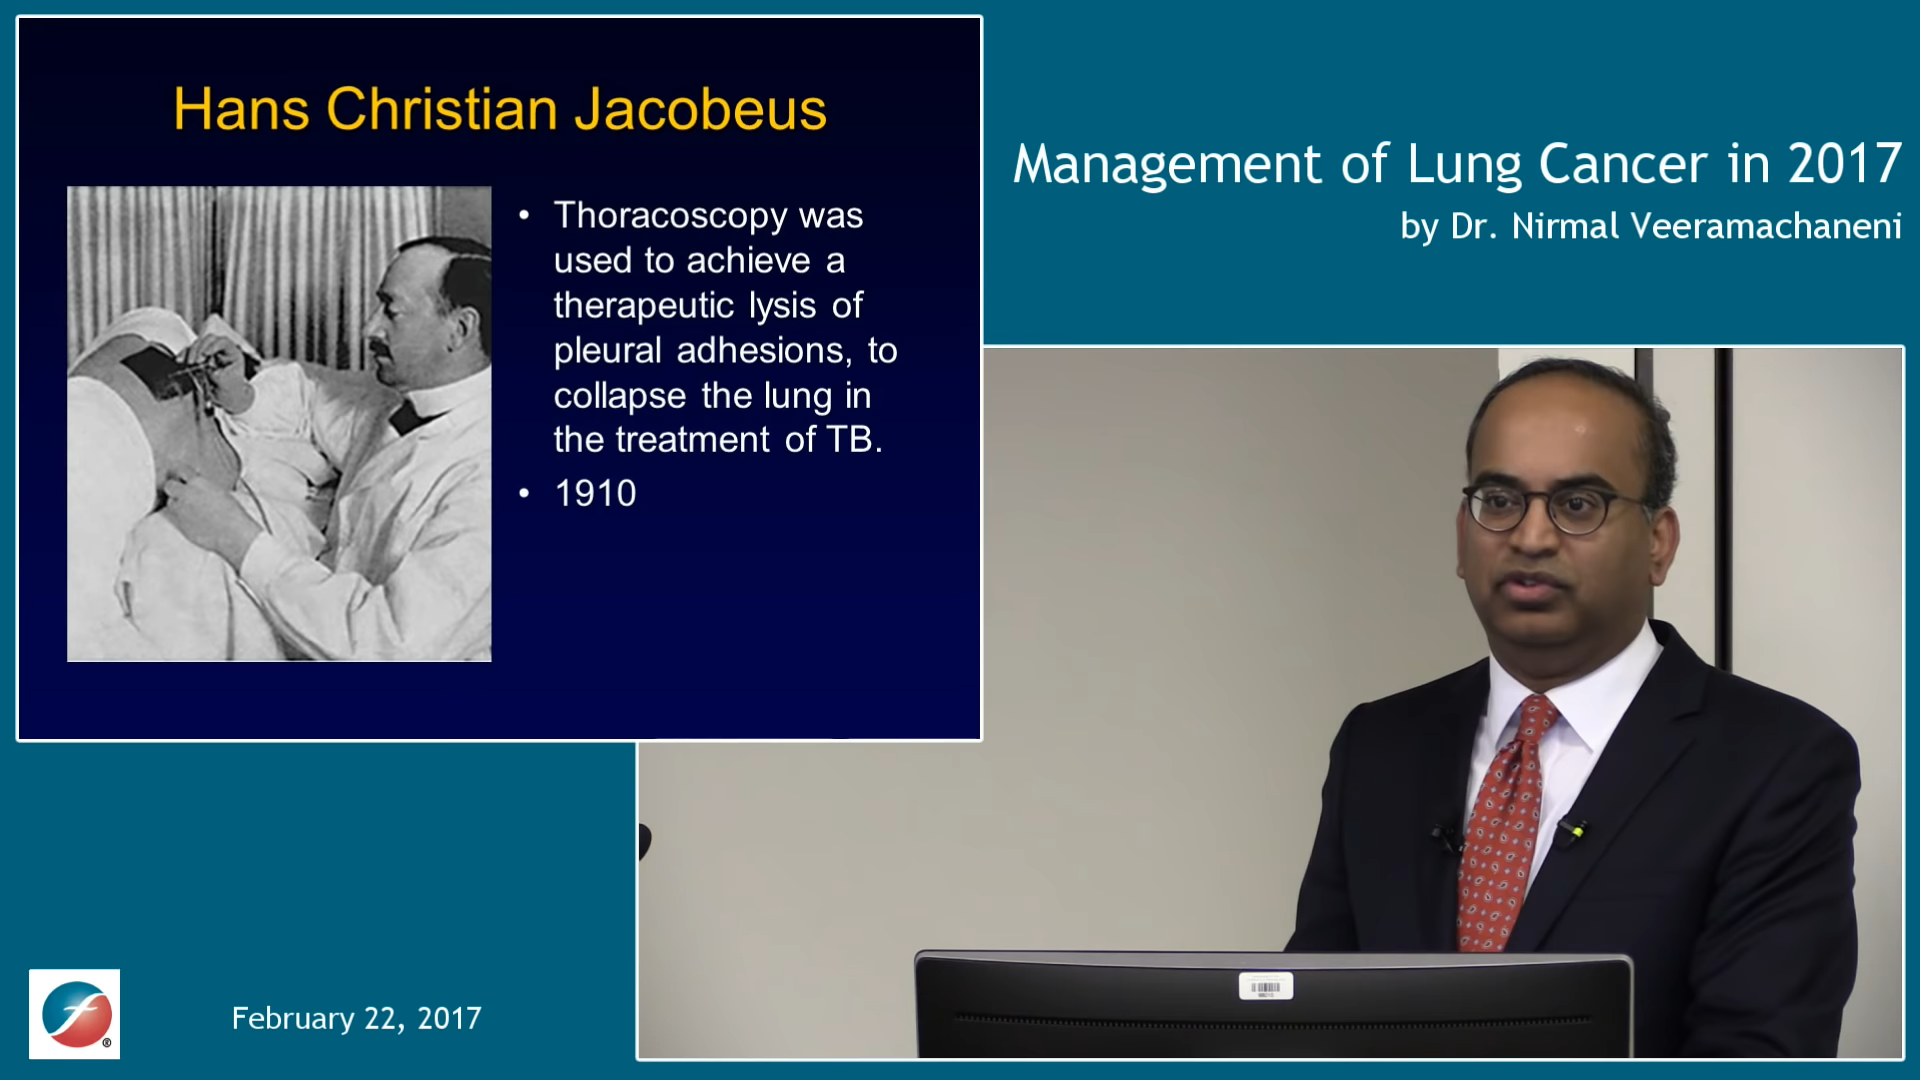 Hans Christian Jacobeus
• Thoracoscopy was
used to achieve a
therapeutic lysis of
pleural adhesions, to
collapse the lung in
the treatment of TB.
• 1910
Management of Lung Cancer in 2017
by Dr. Nirmal Veeramachaneni
February 22, 2017
®